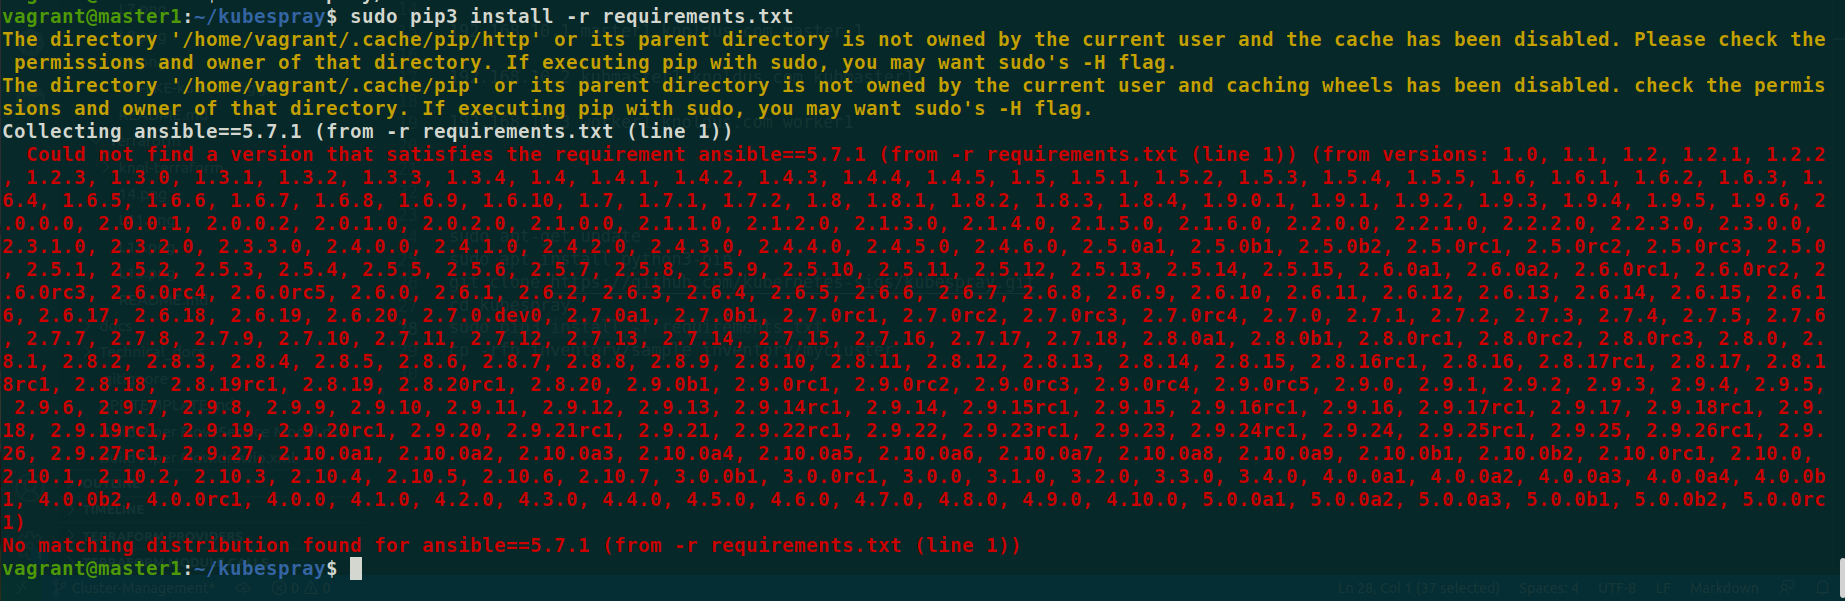 vagrant@master1:~/kubespray$ sudo pip3 install -r requirements.txt
The directory '/home/vagrant/.cache/pip/http' or its parent directory is not owned by the current user and the cache has been disabled. Please check the
 permissions and owner of that directory. If executing pip with sudo, you may want sudo's -H flag.
The directory '/home/vagrant/.cache/pip' or its parent directory is not owned by the current user and caching wheels has been disabled. check the permis
sions and owner of that directory. If executing pip with sudo, you may want sudo's -H flag.
Collecting ansible==5.7.1 (from -r requirements.txt (line 1))
  Could not find a version that satisfies the requirement ansible==5.7.1 (from -r requirements.txt (line 1)) (from versions: 1.0, 1.1, 1.2, 1.2.1, 1.2.2
, 1.2.3, 1.3.0, 1.3.1, 1.3.2, 1.3.3, 1.3.4, 1.4, 1.4.1, 1.4.2, 1.4.3, 1.4.4, 1.4.5, 1.5, 1.5.1, 1.5.2, 1.5.3, 1.5.4, 1.5.5, 1.6, 1.6.1, 1.6.2, 1.6.3, 1.
6.4, 1.6.5, 1.6.6, 1.6.7, 1.6.8, 1.6.9, 1.6.10, 1.7, 1.7.1, 1.7.2, 1.8, 1.8.1, 1.8.2, 1.8.3, 1.8.4, 1.9.0.1, 1.9.1, 1.9.2, 1.9.3, 1.9.4, 1.9.5, 1.9.6, 2
.0.0.0, 2.0.0.1, 2.0.0.2, 2.0.1.0, 2.0.2.0, 2.1.0.0, 2.1.1.0, 2.1.2.0, 2.1.3.0, 2.1.4.0, 2.1.5.0, 2.1.6.0, 2.2.0.0, 2.2.1.0, 2.2.2.0, 2.2.3.0, 2.3.0.0,
2.3.1.0, 2.3.2.0, 2.3.3.0, 2.4.0.0, 2.4.1.0, 2.4.2.0, 2.4.3.0, 2.4.4.0, 2.4.5.0, 2.4.6.0, 2.5.0a1, 2.5.0b1, 2.5.0b2, 2.5.0rc1, 2.5.0rc2, 2.5.0rc3, 2.5.0
, 2.5.1, 2.5.2, 2.5.3, 2.5.4, 2.5.5, 2.5.6, 2.5.7, 2.5.8, 2.5.9, 2.5.10, 2.5.11, 2.5.12, 2.5.13, 2.5.14, 2.5.15, 2.6.0a1, 2.6.0a2, 2.6.0rc1, 2.6.0rc2, 2
.6.0rc3, 2.6.0rc4, 2.6.0rc5, 2.6.0, 2.6.1, 2.6.2, 2.6.3, 2.6.4, 2.6.5, 2.6.6, 2.6.7, 2.6.8, 2.6.9, 2.6.10, 2.6.11, 2.6.12, 2.6.13, 2.6.14, 2.6.15, 2.6.1
6, 2.6.17, 2.6.18, 2.6.19, 2.6.20, 2.7.0.dev0, 2.7.0a1, 2.7.0b1, 2.7.0rc1, 2.7.0rc2, 2.7.0rc3, 2.7.0rc4, 2.7.0, 2.7.1, 2.7.2, 2.7.3, 2.7.4, 2.7.5, 2.7.6
, 2.7.7, 2.7.8, 2.7.9, 2.7.10, 2.7.11, 2.7.12, 2.7.13, 2.7.14, 2.7.15, 2.7.16, 2.7.17, 2.7.18, 2.8.0a1, 2.8.0b1, 2.8.0rc1, 2.8.0rc2, 2.8.0rc3, 2.8.0, 2.
8.1, 2.8.2, 2.8.3, 2.8.4, 2.8.5, 2.8.6, 2.8.7, 2.8.8, 2.8.9, 2.8.10, 2.8.11, 2.8.12, 2.8.13, 2.8.14, 2.8.15, 2.8.16rc1, 2.8.16, 2.8.17rc1, 2.8.17, 2.8.1
8rc1, 2.8.18, 2.8.19rc1, 2.8.19, 2.8.20rc1, 2.8.20, 2.9.0b1, 2.9.0rc1, 2.9.0rc2, 2.9.0rc3, 2.9.0rc4, 2.9.0rc5, 2.9.0, 2.9.1, 2.9.2, 2.9.3, 2.9.4, 2.9.5,
 2.9.6, 2.9.7, 2.9.8, 2.9.9, 2.9.10, 2.9.11, 2.9.12, 2.9.13, 2.9.14rc1, 2.9.14, 2.9.15rc1, 2.9.15, 2.9.16rc1, 2.9.16, 2.9.17rc1, 2.9.17, 2.9.18rc1, 2.9.
18, 2.9.19rc1, 2.9.19, 2.9.20rc1, 2.9.20, 2.9.21rc1, 2.9.21, 2.9.22rc1, 2.9.22, 2.9.23rc1, 2.9.23, 2.9.24rc1, 2.9.24, 2.9.25rc1, 2.9.25, 2.9.26rc1, 2.9.
26, 2.9.27rc1, 2.9.27, 2.10.0a1, 2.10.0a2, 2.10.0a3, 2.10.0a4, 2.10.0a5, 2.10.0a6, 2.10.0a7, 2.10.0a8, 2.10.0a9, 2.10.0b1, 2.10.0b2, 2.10.0rc1, 2.10.0,
2.10.1, 2.10.2, 2.10.3, 2.10.4, 2.10.5, 2.10.6, 2.10.7, 3.0.0b1, 3.0.0rc1, 3.0.0, 3.1.0, 3.2.0, 3.3.0, 3.4.0, 4.0.0a1, 4.0.0a2, 4.0.0a3, 4.0.0a4, 4.0.0b
1, 4.0.0b2, 4.0.0rc1, 4.0.0, 4.1.0, 4.2.0, 4.3.0, 4.4.0, 4.5.0, 4.6.0, 4.7.0, 4.8.0, 4.9.0, 4.10.0, 5.0.0a1, 5.0.0a2, 5.0.0a3, 5.0.0b1, 5.0.0b2, 5.0.0rc
1)
No matching distribution found for ansible==5.7.1 (from -r requirements.txt (line 1))
vagrant@master1:~/kubespray$
Cluster-Management* 0 0 Ln 28, Col 1 (37 selected) Spaces: 4 UTF-8 LF Markdown